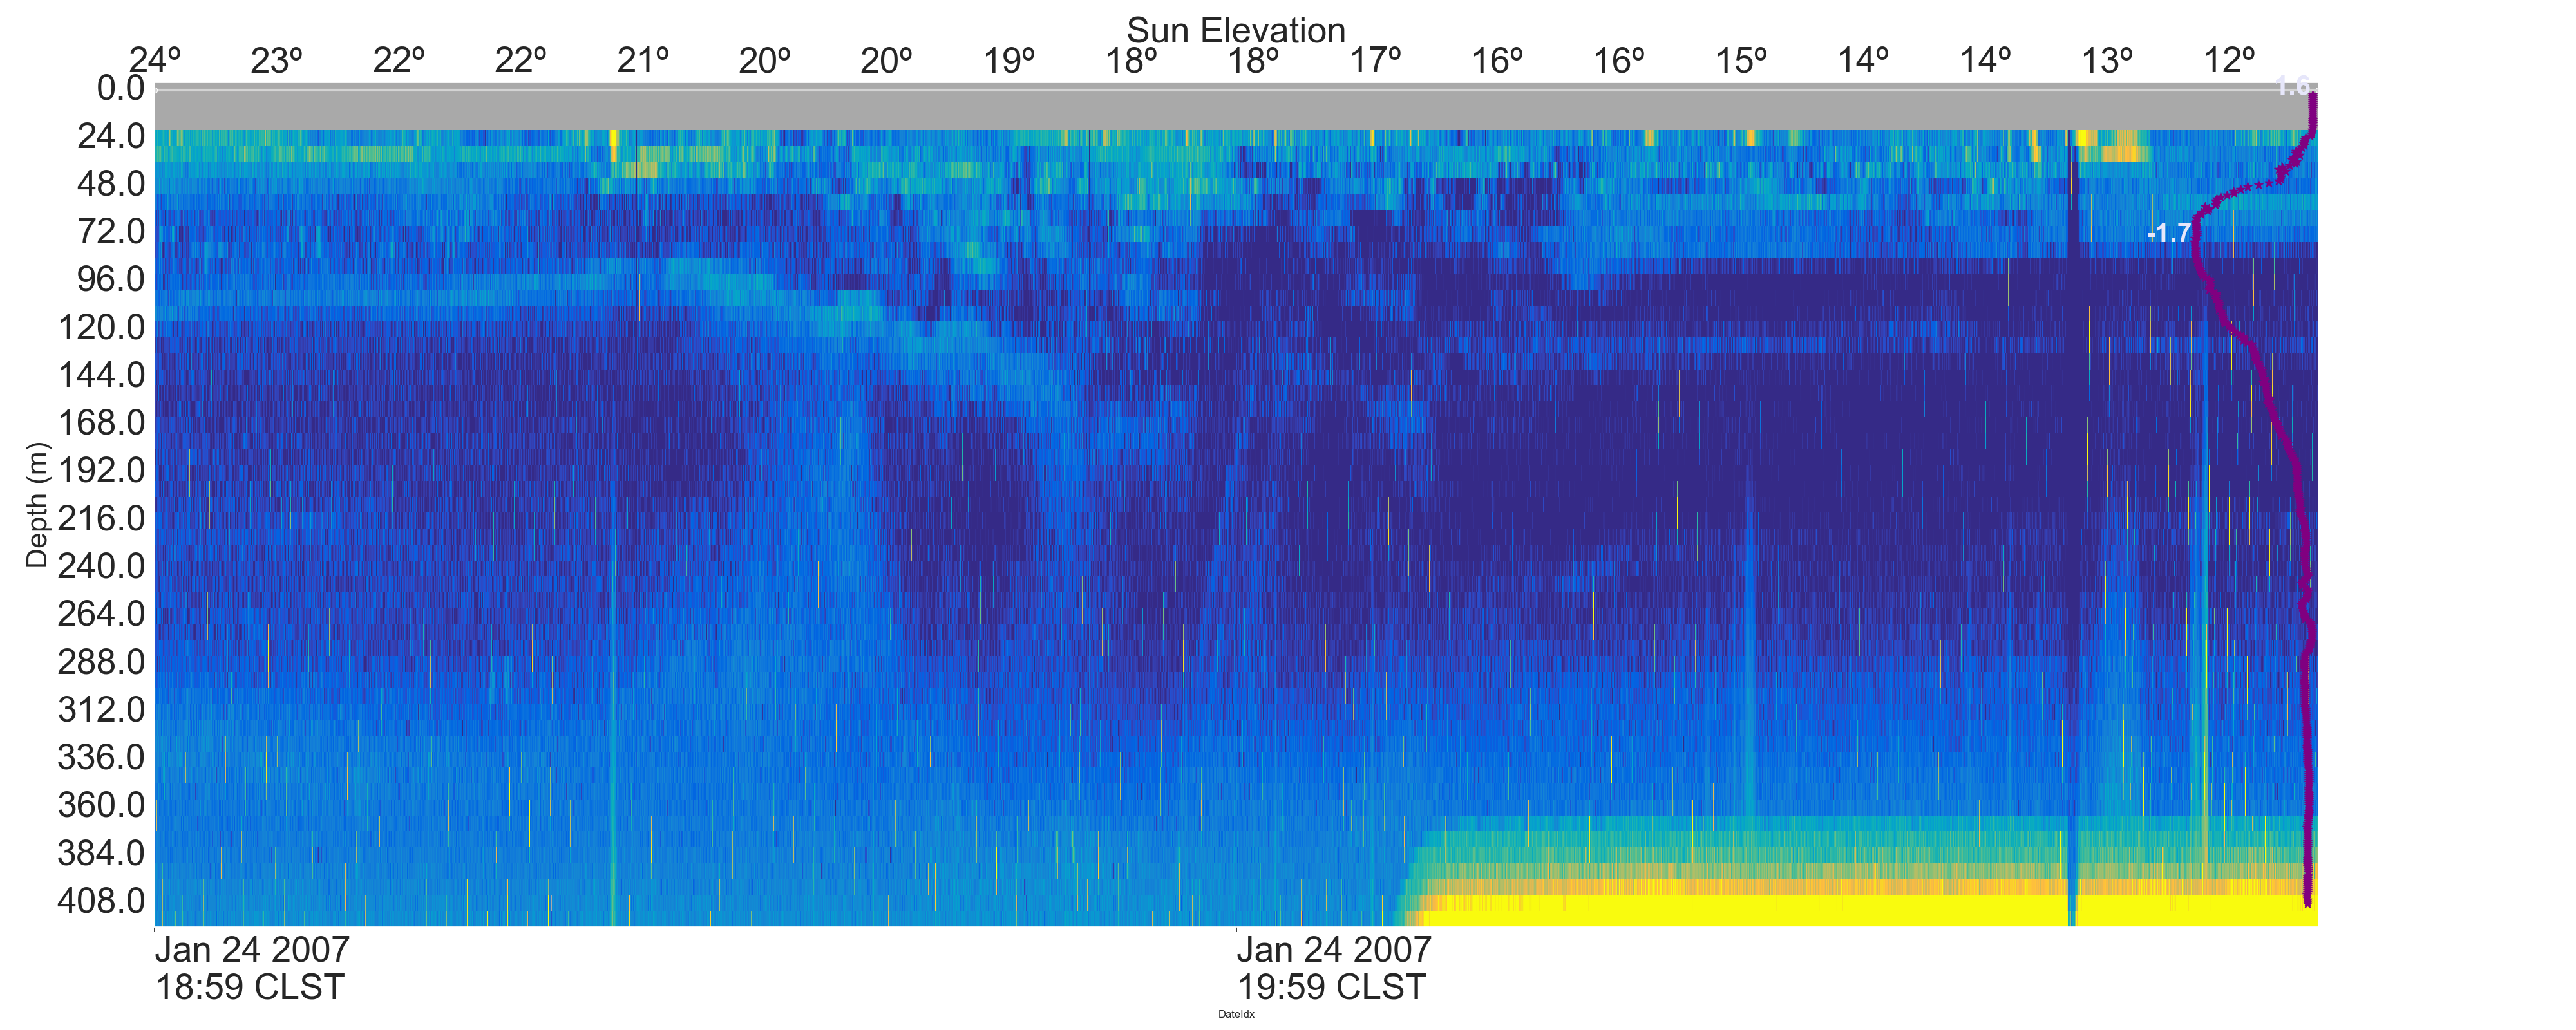 Sun Elevation
24º 23º 22º 22º 21º 20º 20º 19º 18º 18º 17º 16º 16º 15º 14º 14º 13º 12º
0.0
1.6
24.0
48.0
72.0
-1.7
96.0
120.0
144.0
168.0
192.0
216.0
240.0
264.0
288.0
312.0
336.0
360.0
384.0
408.0
Depth (m)
Jan 24 2007
18:59 CLST
Jan 24 2007
19:59 CLST
DateIdx